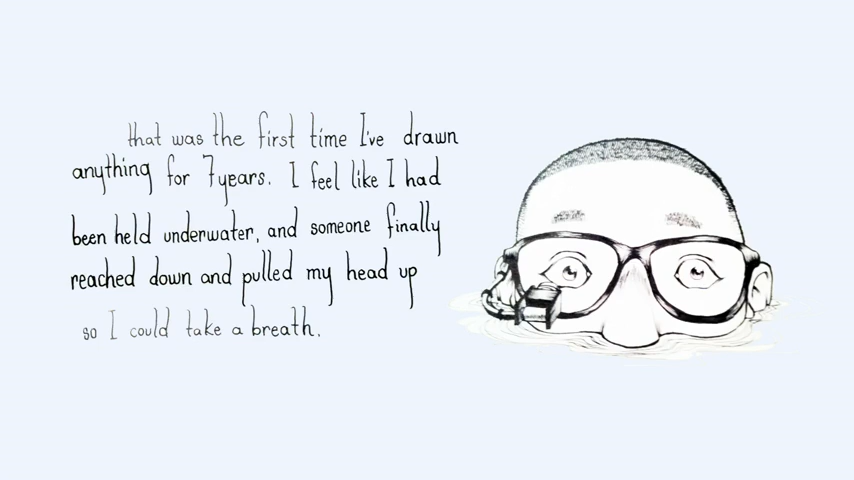 that was the first time I've drawn
anything for 7 years. I feel like I had
been held underwater, and someone finally
reached down and pulled my head up
so I could take a breath.